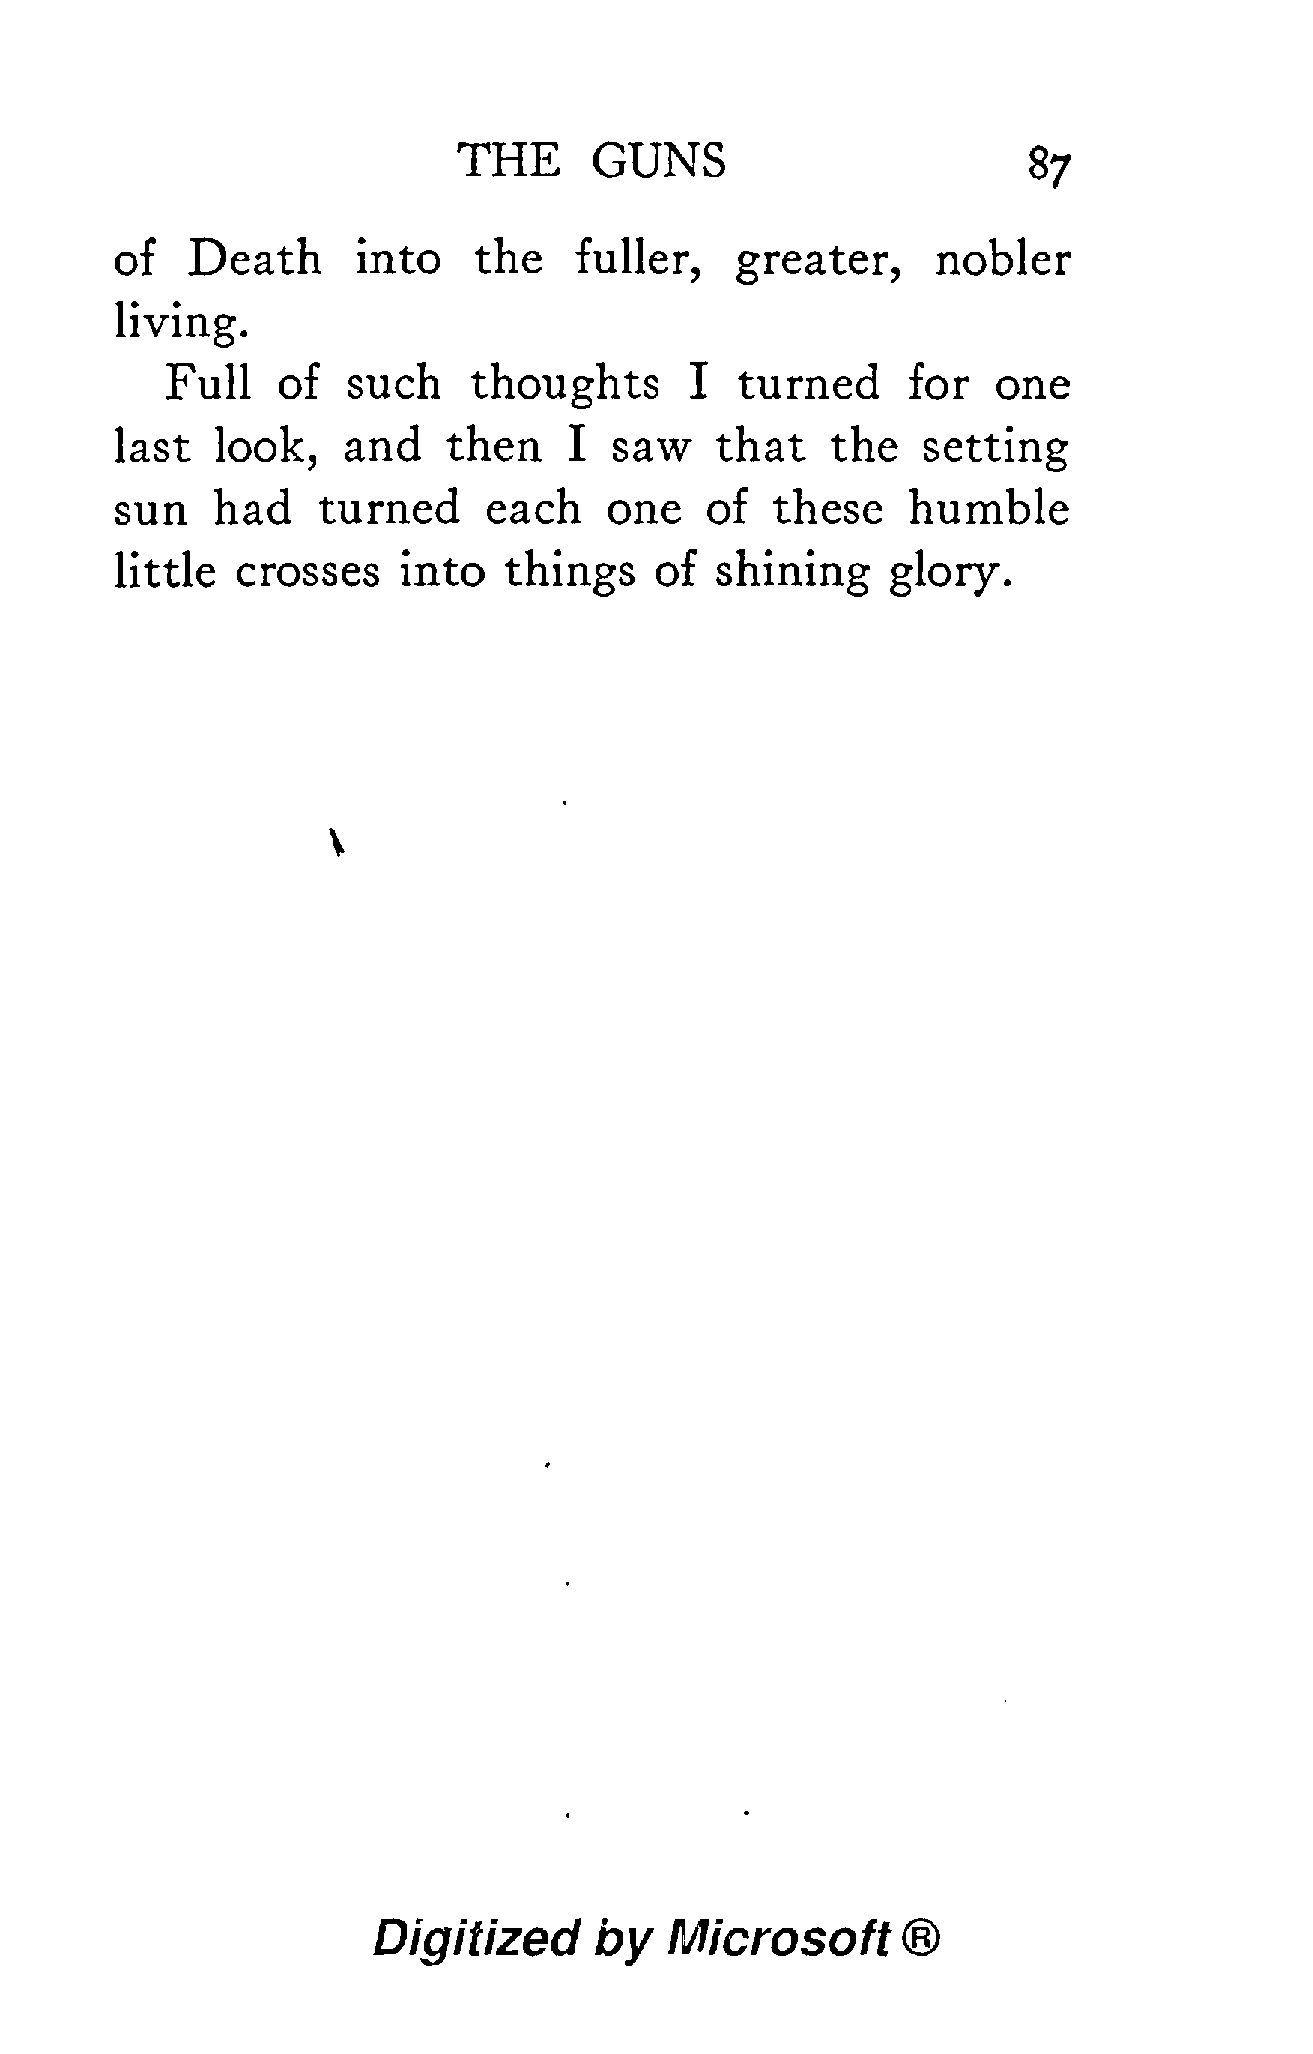 THE GUNS 87
of Death into the fuller, greater, nobler
living.
Full of such thoughts I turned for one
last look, and then I saw that the setting
sun had turned each one of these humble
little crosses into things of shining glory.
Digitized by Microsoft ®